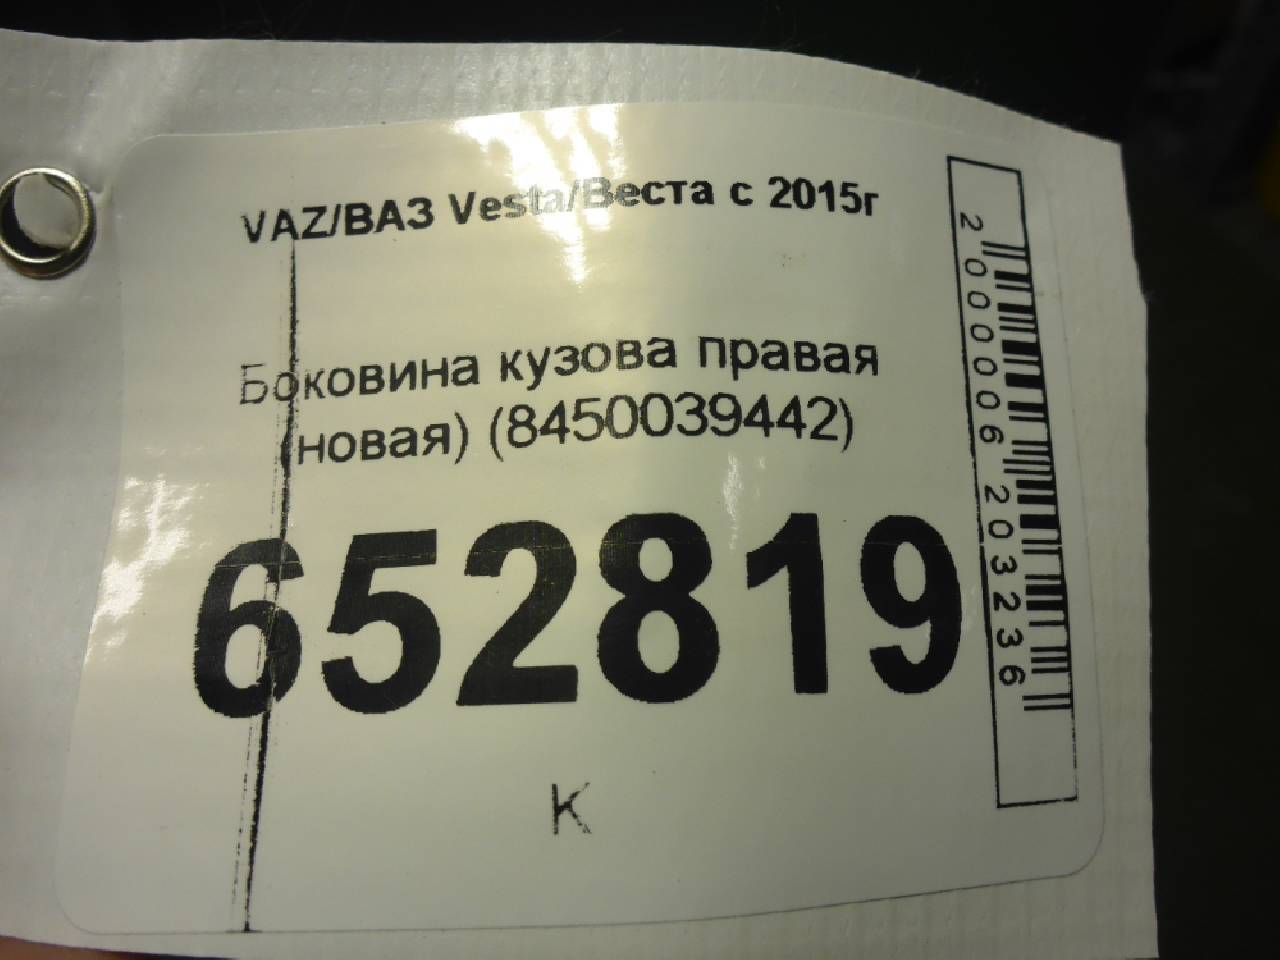 VAZ/ВАЗ Vesta/Веста с 2015г
Боковина кузова правая
(новая) (8450039442)
652819
К
2000006203236